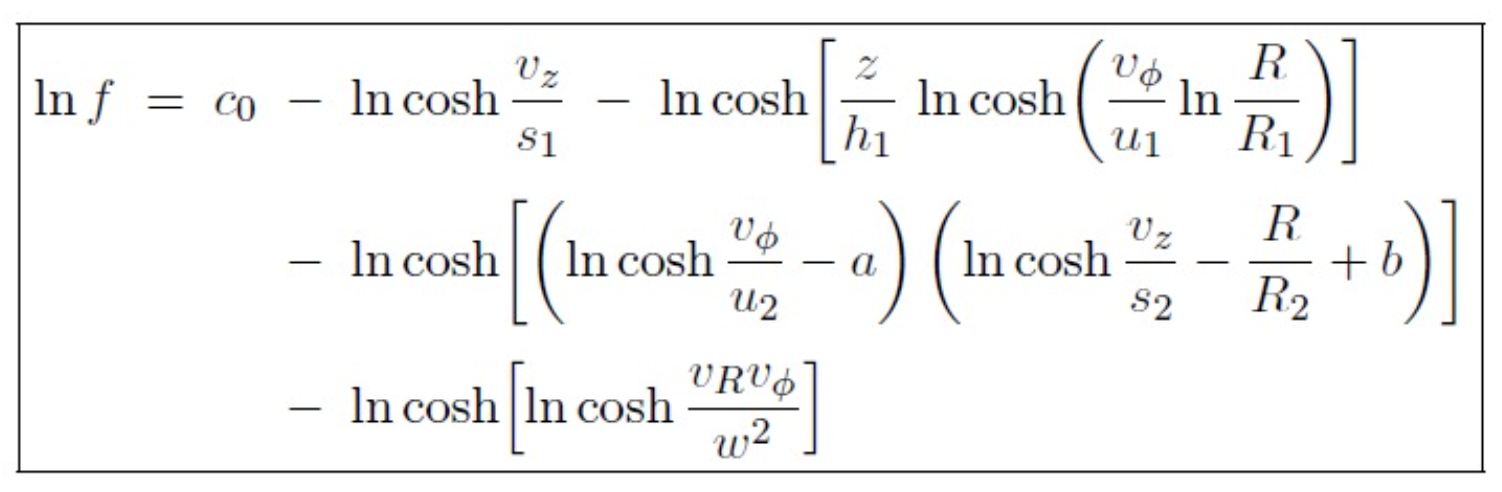 ln f = c₀ − ln cosh v_z/s₁ − ln cosh[z/h₁ ln cosh(v_ϕ/u₁ ln R/R₁)]
− ln cosh[(ln cosh v_ϕ/u₂ − a)(ln cosh v_z/s₂ − R/R₂ + b)]
− ln cosh[ln cosh v_R v_ϕ/w²]